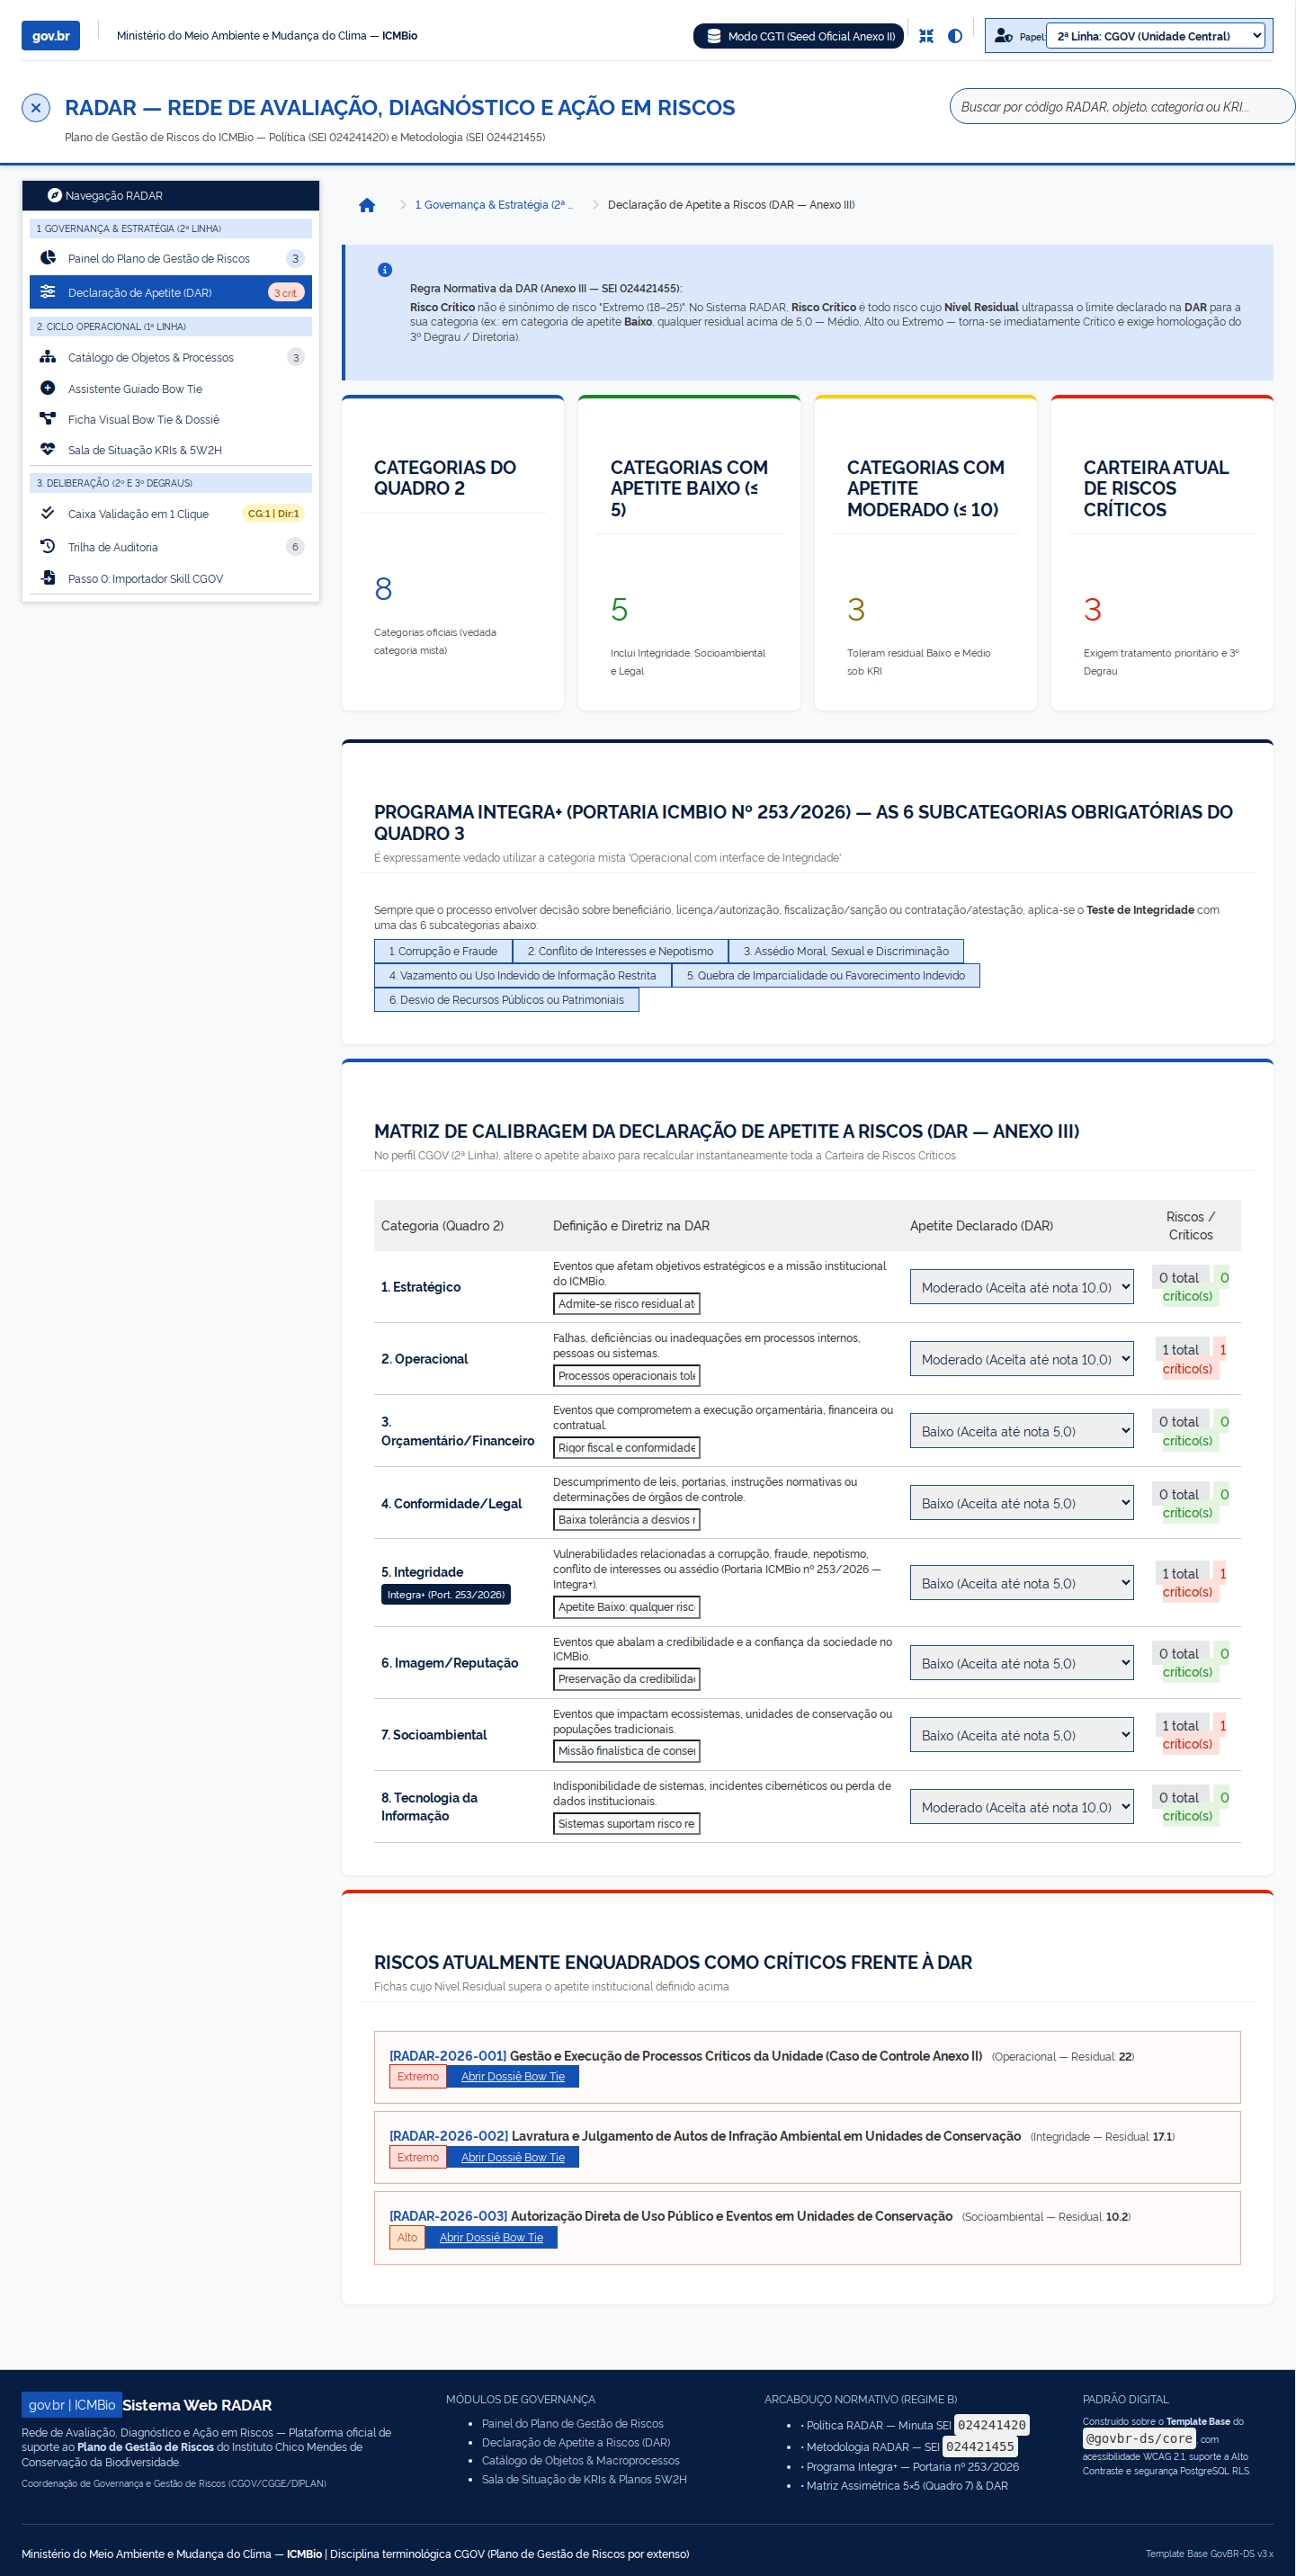 gov.br
Ministério do Meio Ambiente e Mudança do Clima — ICMBio
Modo CGTI (Seed Oficial Anexo II)
Papel:
2ª Linha: CGOV (Unidade Central)
RADAR — REDE DE AVALIAÇÃO, DIAGNÓSTICO E AÇÃO EM RISCOS
Plano de Gestão de Riscos do ICMBio — Política (SEI 024241420) e Metodologia (SEI 024421455)
Buscar por código RADAR, objeto, categoria ou KRI...
Navegação RADAR
1. GOVERNANÇA & ESTRATÉGIA (2ª LINHA)
Painel do Plano de Gestão de Riscos 3
Declaração de Apetite (DAR) 3 crit.
2. CICLO OPERACIONAL (1ª LINHA)
Catálogo de Objetos & Processos 3
Assistente Guiado Bow Tie
Ficha Visual Bow Tie & Dossiê
Sala de Situação KRIs & 5W2H
3. DELIBERAÇÃO (2º E 3º DEGRAUS)
Caixa Validação em 1 Clique CG:1 | Dir:1
Trilha de Auditoria 6
Passo 0: Importador Skill CGOV
1. Governança & Estratégia (2ª ...
Declaração de Apetite a Riscos (DAR — Anexo III)
Regra Normativa da DAR (Anexo III — SEI 024421455):
Risco Crítico não é sinônimo de risco "Extremo (18–25)". No Sistema RADAR, Risco Crítico é todo risco cujo Nível Residual ultrapassa o limite declarado na DAR para a
sua categoria (ex.: em categoria de apetite Baixo, qualquer residual acima de 5,0 — Médio, Alto ou Extremo — torna-se imediatamente Crítico e exige homologação do
3º Degrau / Diretoria).
CATEGORIAS DO
QUADRO 2
8
Categorias oficiais (vedada
categoria mista)
CATEGORIAS COM
APETITE BAIXO (≤
5)
5
Inclui Integridade, Socioambiental
e Legal
CATEGORIAS COM
APETITE
MODERADO (≤ 10)
3
Toleram residual Baixo e Médio
sob KRI
CARTEIRA ATUAL
DE RISCOS
CRÍTICOS
3
Exigem tratamento prioritário e 3º
Degrau
PROGRAMA INTEGRA+ (PORTARIA ICMBIO Nº 253/2026) — AS 6 SUBCATEGORIAS OBRIGATÓRIAS DO
QUADRO 3
É expressamente vedado utilizar a categoria mista 'Operacional com interface de Integridade'
Sempre que o processo envolver decisão sobre beneficiário, licença/autorização, fiscalização/sanção ou contratação/atestação, aplica-se o Teste de Integridade com
uma das 6 subcategorias abaixo:
1. Corrupção e Fraude 2. Conflito de Interesses e Nepotismo 3. Assédio Moral, Sexual e Discriminação
4. Vazamento ou Uso Indevido de Informação Restrita 5. Quebra de Imparcialidade ou Favorecimento Indevido
6. Desvio de Recursos Públicos ou Patrimoniais
MATRIZ DE CALIBRAGEM DA DECLARAÇÃO DE APETITE A RISCOS (DAR — ANEXO III)
No perfil CGOV (2ª Linha), altere o apetite abaixo para recalcular instantaneamente toda a Carteira de Riscos Críticos
Categoria (Quadro 2) Definição e Diretriz na DAR Apetite Declarado (DAR) Riscos /
Críticos
1. Estratégico
Eventos que afetam objetivos estratégicos e a missão institucional
do ICMBio.
Admite-se risco residual at
Moderado (Aceita até nota 10,0)
0 total 0
crítico(s)
2. Operacional
Falhas, deficiências ou inadequações em processos internos,
pessoas ou sistemas.
Processos operacionais tol
Moderado (Aceita até nota 10,0)
1 total 1
crítico(s)
3.
Orçamentário/Financeiro
Eventos que comprometem a execução orçamentária, financeira ou
contratual.
Rigor fiscal e conformidade
Baixo (Aceita até nota 5,0)
0 total 0
crítico(s)
4. Conformidade/Legal
Descumprimento de leis, portarias, instruções normativas ou
determinações de órgãos de controle.
Baixa tolerância a desvios
Baixo (Aceita até nota 5,0)
0 total 0
crítico(s)
5. Integridade
Integra+ (Port. 253/2026)
Vulnerabilidades relacionadas a corrupção, fraude, nepotismo,
conflito de interesses ou assédio (Portaria ICMBio nº 253/2026 —
Integra+).
Apetite Baixo: qualquer risc
Baixo (Aceita até nota 5,0)
1 total 1
crítico(s)
6. Imagem/Reputação
Eventos que abalam a credibilidade e a confiança da sociedade no
ICMBio.
Preservação da credibilida
Baixo (Aceita até nota 5,0)
0 total 0
crítico(s)
7. Socioambiental
Eventos que impactam ecossistemas, unidades de conservação ou
populações tradicionais.
Missão finalística de conser
Baixo (Aceita até nota 5,0)
1 total 1
crítico(s)
8. Tecnologia da
Informação
Indisponibilidade de sistemas, incidentes cibernéticos ou perda de
dados institucionais.
Sistemas suportam risco re
Moderado (Aceita até nota 10,0)
0 total 0
crítico(s)
RISCOS ATUALMENTE ENQUADRADOS COMO CRÍTICOS FRENTE À DAR
Fichas cujo Nível Residual supera o apetite institucional definido acima
[RADAR-2026-001] Gestão e Execução de Processos Críticos da Unidade (Caso de Controle Anexo II) (Operacional — Residual: 22)
Extremo Abrir Dossiê Bow Tie
[RADAR-2026-002] Lavratura e Julgamento de Autos de Infração Ambiental em Unidades de Conservação (Integridade — Residual: 17.1)
Extremo Abrir Dossiê Bow Tie
[RADAR-2026-003] Autorização Direta de Uso Público e Eventos em Unidades de Conservação (Socioambiental — Residual: 10.2)
Alto Abrir Dossiê Bow Tie
gov.br | ICMBio Sistema Web RADAR
Rede de Avaliação, Diagnóstico e Ação em Riscos — Plataforma oficial de
suporte ao Plano de Gestão de Riscos do Instituto Chico Mendes de
Conservação da Biodiversidade.
Coordenação de Governança e Gestão de Riscos (CGOV/CGGE/DIPLAN)
MÓDULOS DE GOVERNANÇA
• Painel do Plano de Gestão de Riscos
• Declaração de Apetite a Riscos (DAR)
• Catálogo de Objetos & Macroprocessos
• Sala de Situação de KRIs & Planos 5W2H
ARCABOUÇO NORMATIVO (REGIME B)
• • Política RADAR — Minuta SEI 024241420
• • Metodologia RADAR — SEI 024421455
• • Programa Integra+ — Portaria nº 253/2026
• • Matriz Assimétrica 5×5 (Quadro 7) & DAR
PADRÃO DIGITAL
Construído sobre o Template Base do
@govbr-ds/core, com
acessibilidade WCAG 2.1, suporte a Alto
Contraste e segurança PostgreSQL RLS.
Ministério do Meio Ambiente e Mudança do Clima — ICMBio | Disciplina terminológica CGOV (Plano de Gestão de Riscos por extenso)
Template Base GovBR-DS v3.x